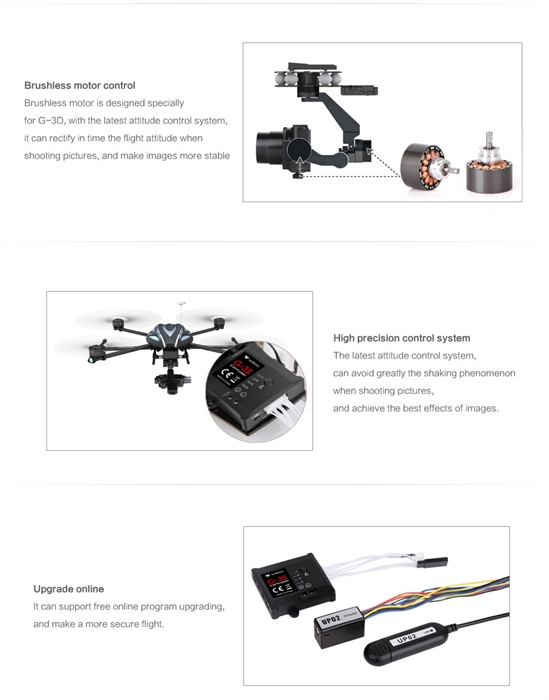 Brushless motor control
Brushless motor is designed specially
for G-3D, with the latest attitude control system,
it can rectify in time the flight attitude when
shooting pictures, and make images more stable
G-3S
CE
High precision control system
The latest attitude control system,
can avoid greatly the shaking phenomenon
when shooting pictures,
and achieve the best effects of images.
Upgrade online
It can support free online program upgrading,
and make a more secure flight.
G-3S
UP02
UP02